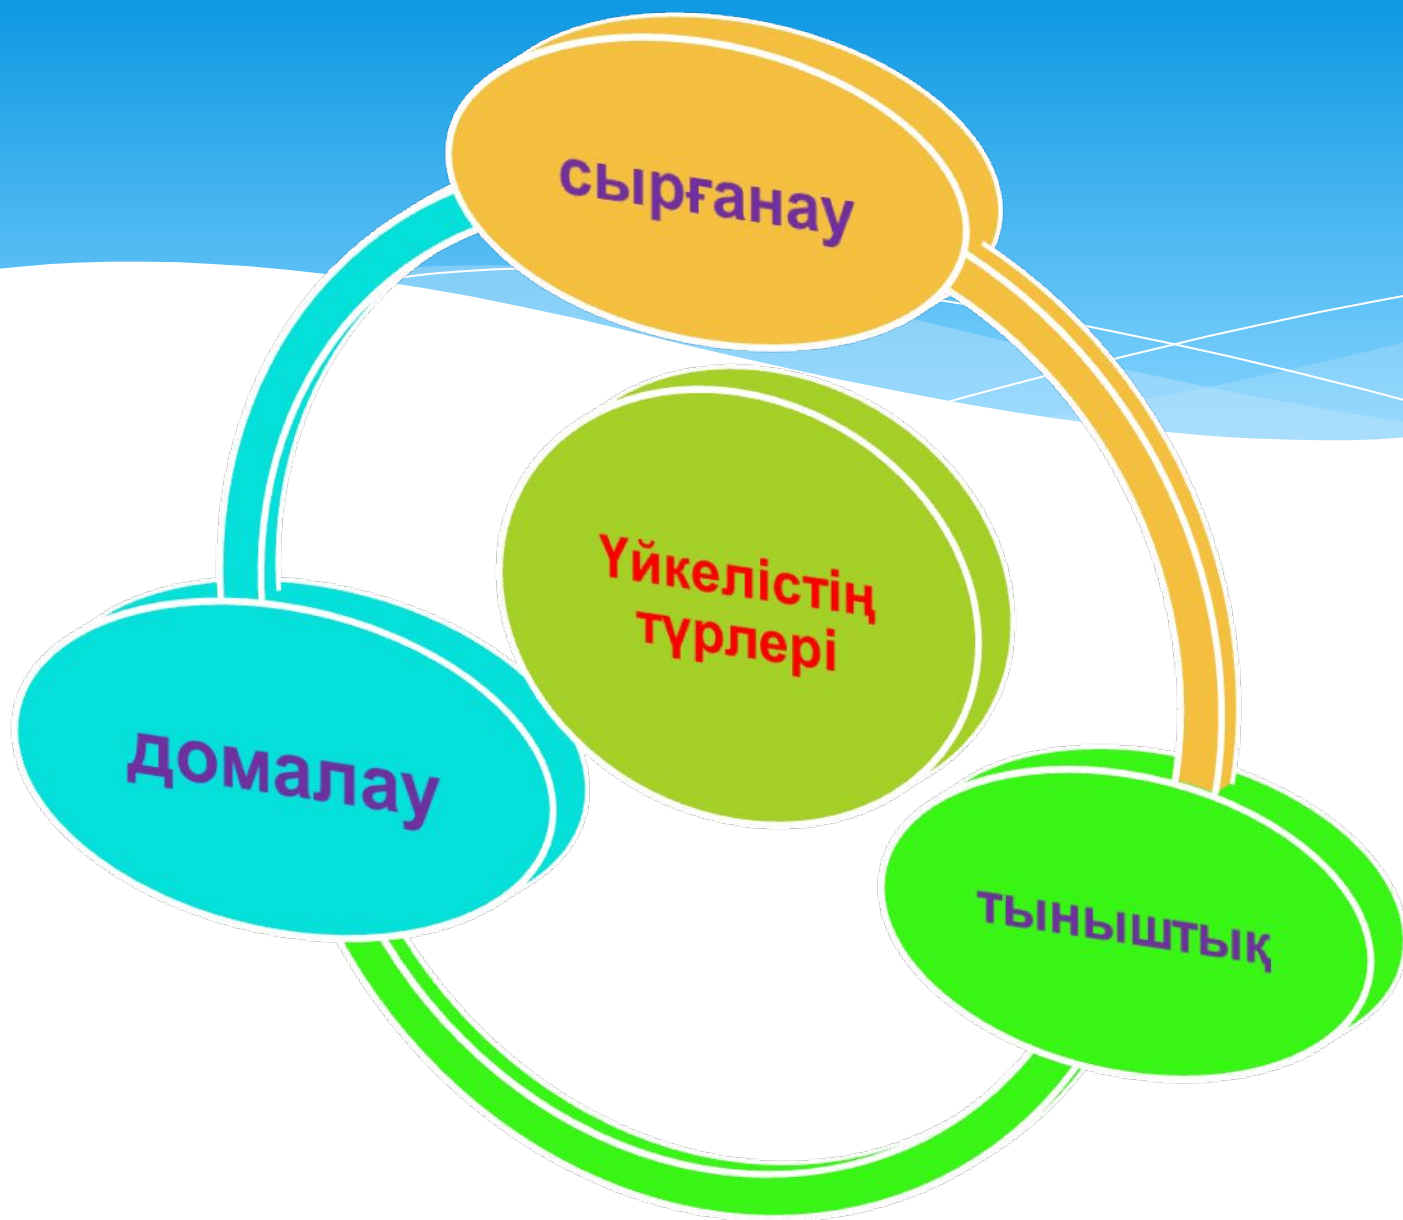 сырғанау
Үйкелістің
түрлері
домалау
тыныштық